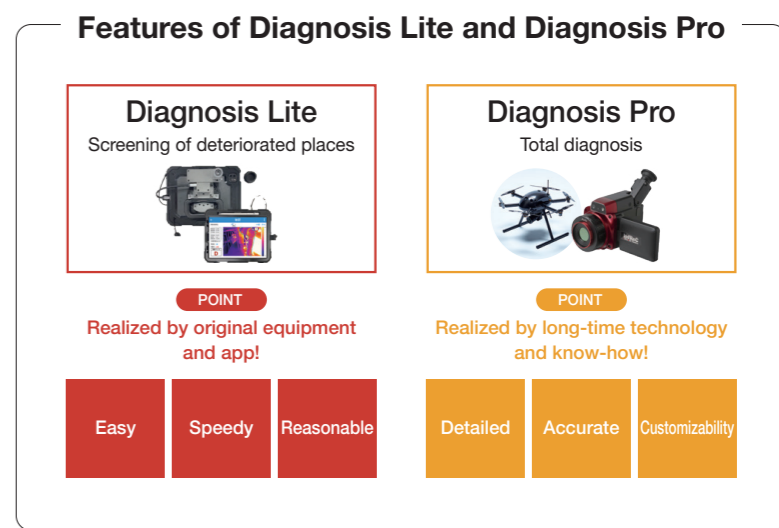 Features of Diagnosis Lite and Diagnosis Pro
Diagnosis Lite
Screening of deteriorated places
POINT
Realized by original equipment
and app!
Easy
Speedy
Reasonable
Diagnosis Pro
Total diagnosis
POINT
Realized by long-time technology
and know-how!
Detailed
Accurate
Customizability